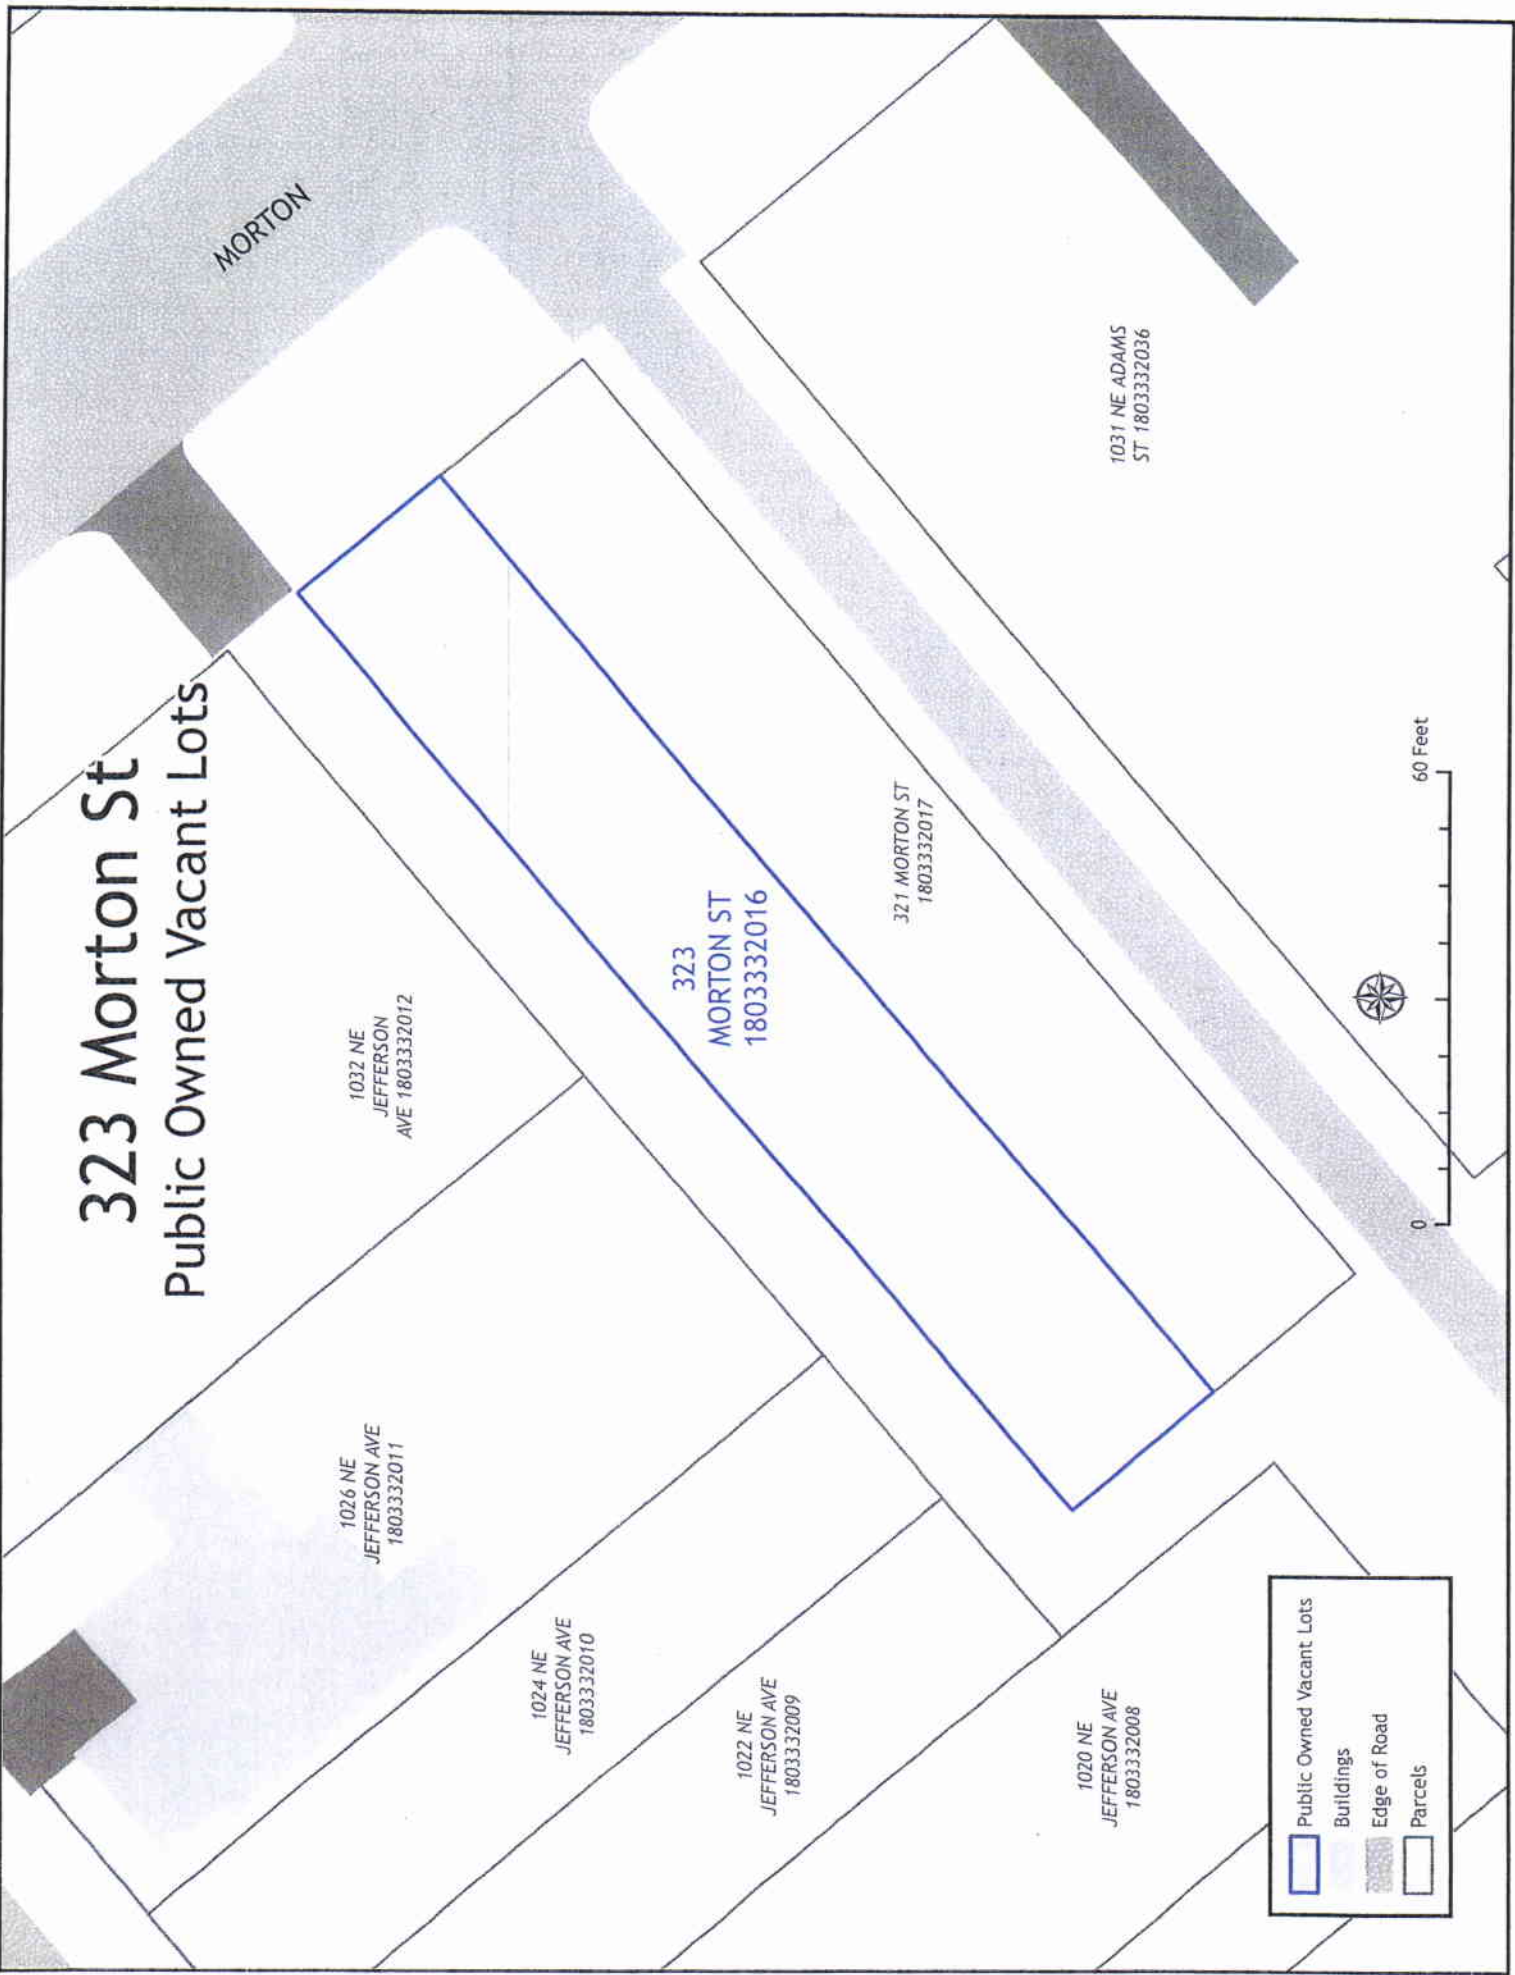 323 Morton St
Public Owned Vacant Lots
MORTON
1032 NE
JEFFERSON
AVE 1803332012
1026 NE
JEFFERSON AVE
1803332011
1024 NE
JEFFERSON AVE
1803332010
1022 NE
JEFFERSON AVE
1803332009
1020 NE
JEFFERSON AVE
1803332008
323
MORTON ST
1803332016
321 MORTON ST
1803332017
1031 NE ADAMS
ST 1803332036
Public Owned Vacant Lots
Buildings
Edge of Road
Parcels
0
60 Feet